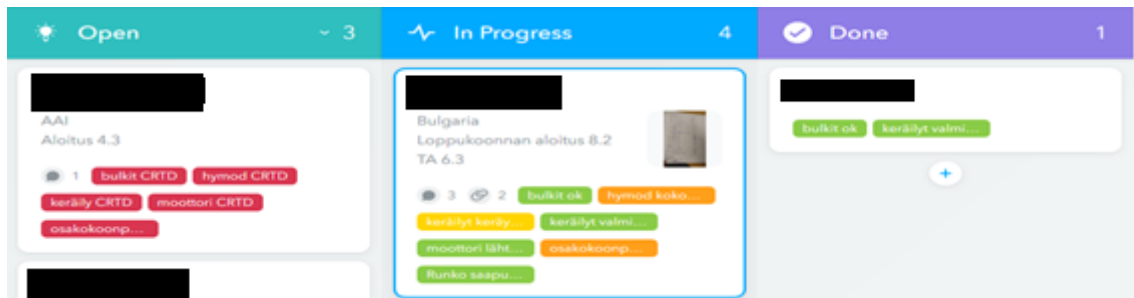 Open 3
AAI
Aloitus 4.3
1 bulkit CRTD hymod CRTD
keräily CRTD moottori CRTD
osakokoonp...
In Progress 4
Bulgaria
Loppukoonnan aloitus 8.2
TA 6.3
3 2 bulkit ok hymod koko...
keräilyt keräy... keräilyt valmi...
moottori läht... osakokoonp...
Runko saapu...
Done 1
bulkit ok keräilyt valmi...